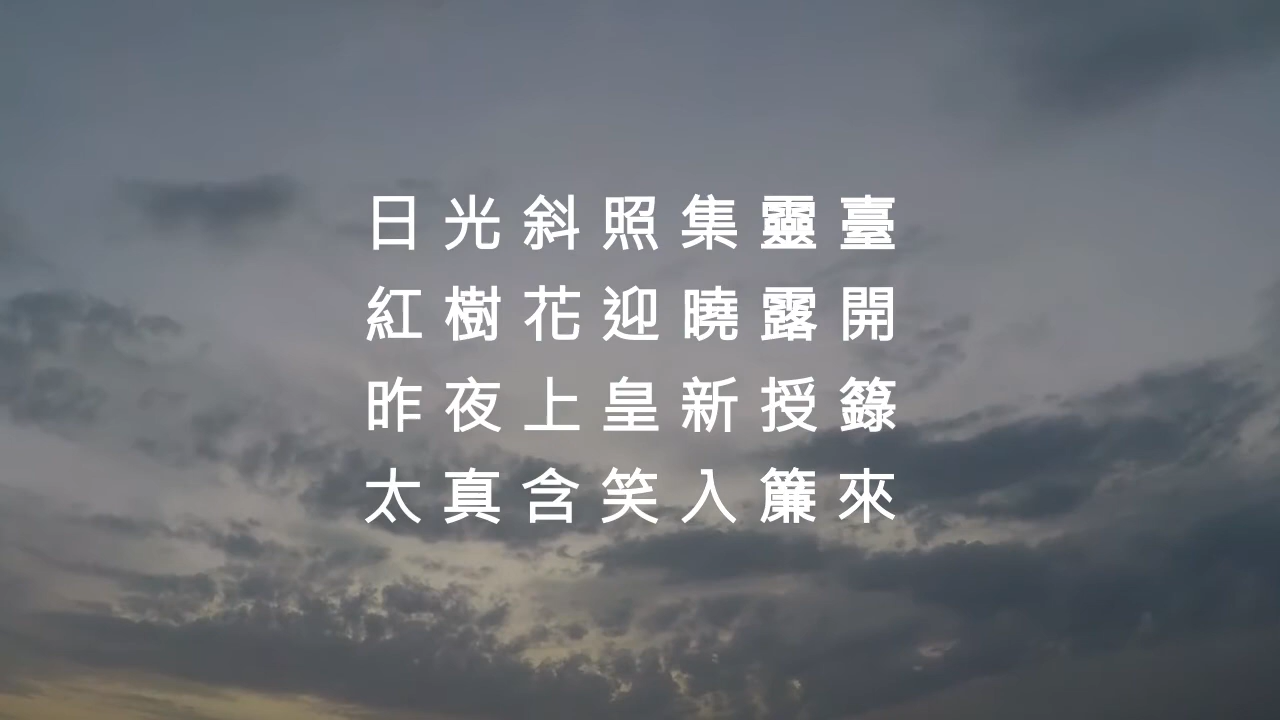 日光斜照集靈臺
紅樹花迎曉露開
昨夜上皇新授籙
太真含笑入簾來